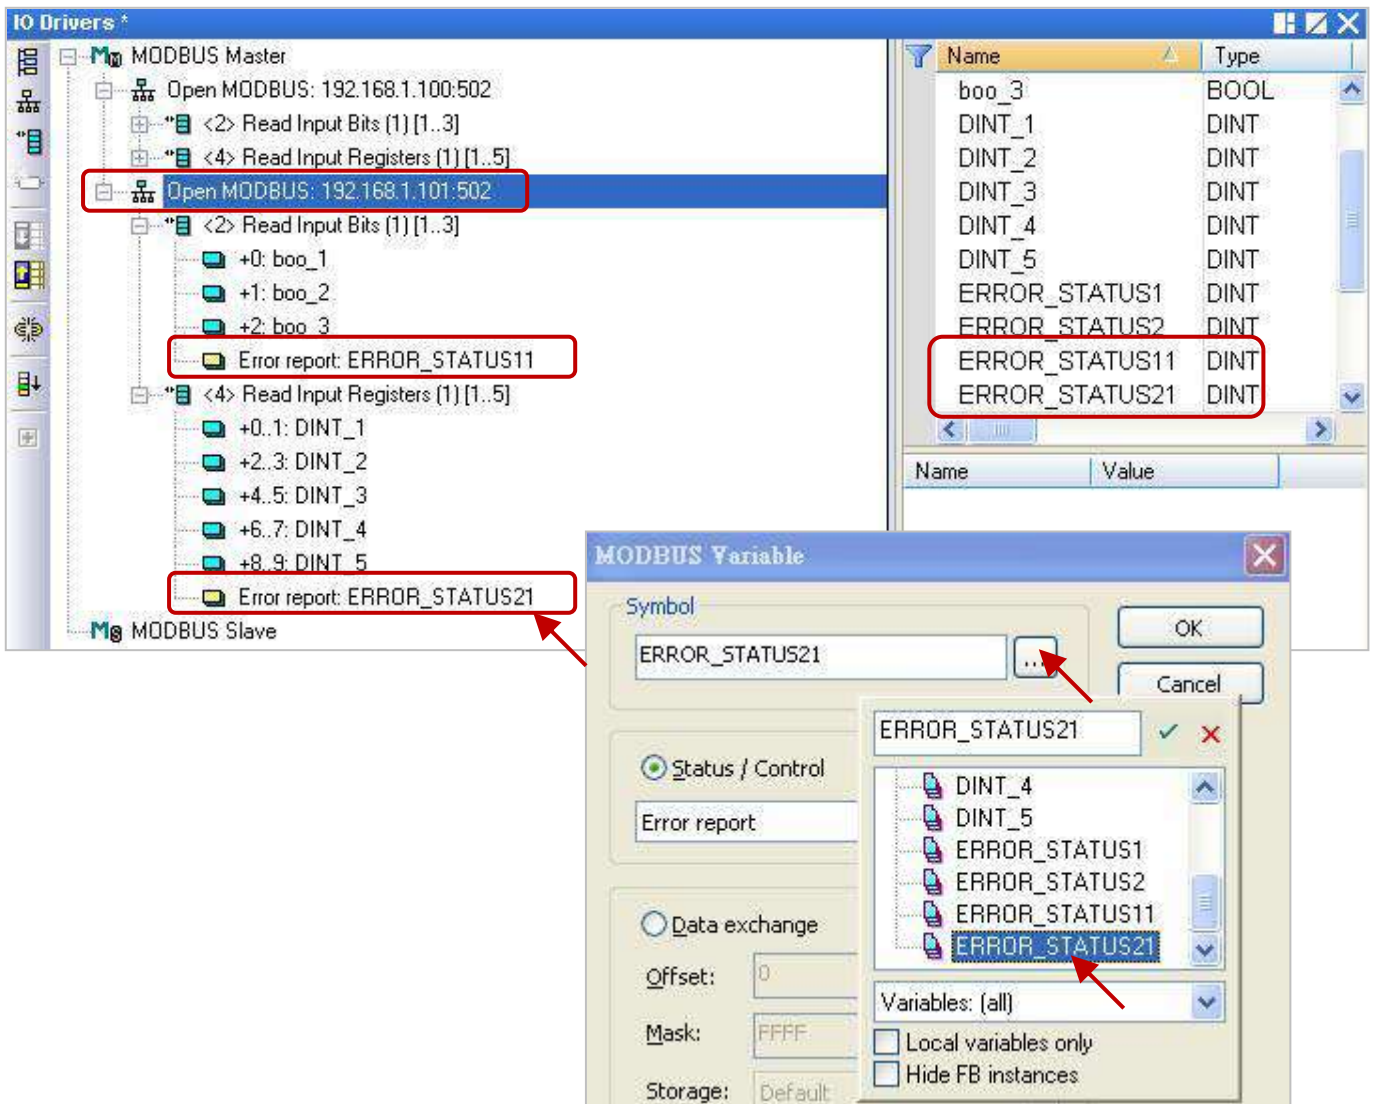 IO Drivers *
MODBUS Master
Open MODBUS: 192.168.1.100:502
<2> Read Input Bits (1) [1..3]
<4> Read Input Registers (1) [1..5]
Open MODBUS: 192.168.1.101:502
<2> Read Input Bits (1) [1..3]
+0: boo_1
+1: boo_2
+2: boo_3
Error report: ERROR_STATUS11
<4> Read Input Registers (1) [1..5]
+0..1: DINT_1
+2..3: DINT_2
+4..5: DINT_3
+6..7: DINT_4
+8..9: DINT_5
Error report: ERROR_STATUS21
MODBUS Slave
Name Type
boo_3 BOOL
DINT_1 DINT
DINT_2 DINT
DINT_3 DINT
DINT_4 DINT
DINT_5 DINT
ERROR_STATUS1 DINT
ERROR_STATUS2 DINT
ERROR_STATUS11 DINT
ERROR_STATUS21 DINT
Name Value
MODBUS Variable
Symbol
ERROR_STATUS21
...
OK
Cancel
Status / Control
Error report
Data exchange
Offset: 0
Mask: FFFF
Storage: Default
ERROR_STATUS21
DINT_4
DINT_5
ERROR_STATUS1
ERROR_STATUS2
ERROR_STATUS11
ERROR_STATUS21
Variables: (all)
Local variables only
Hide FB instances